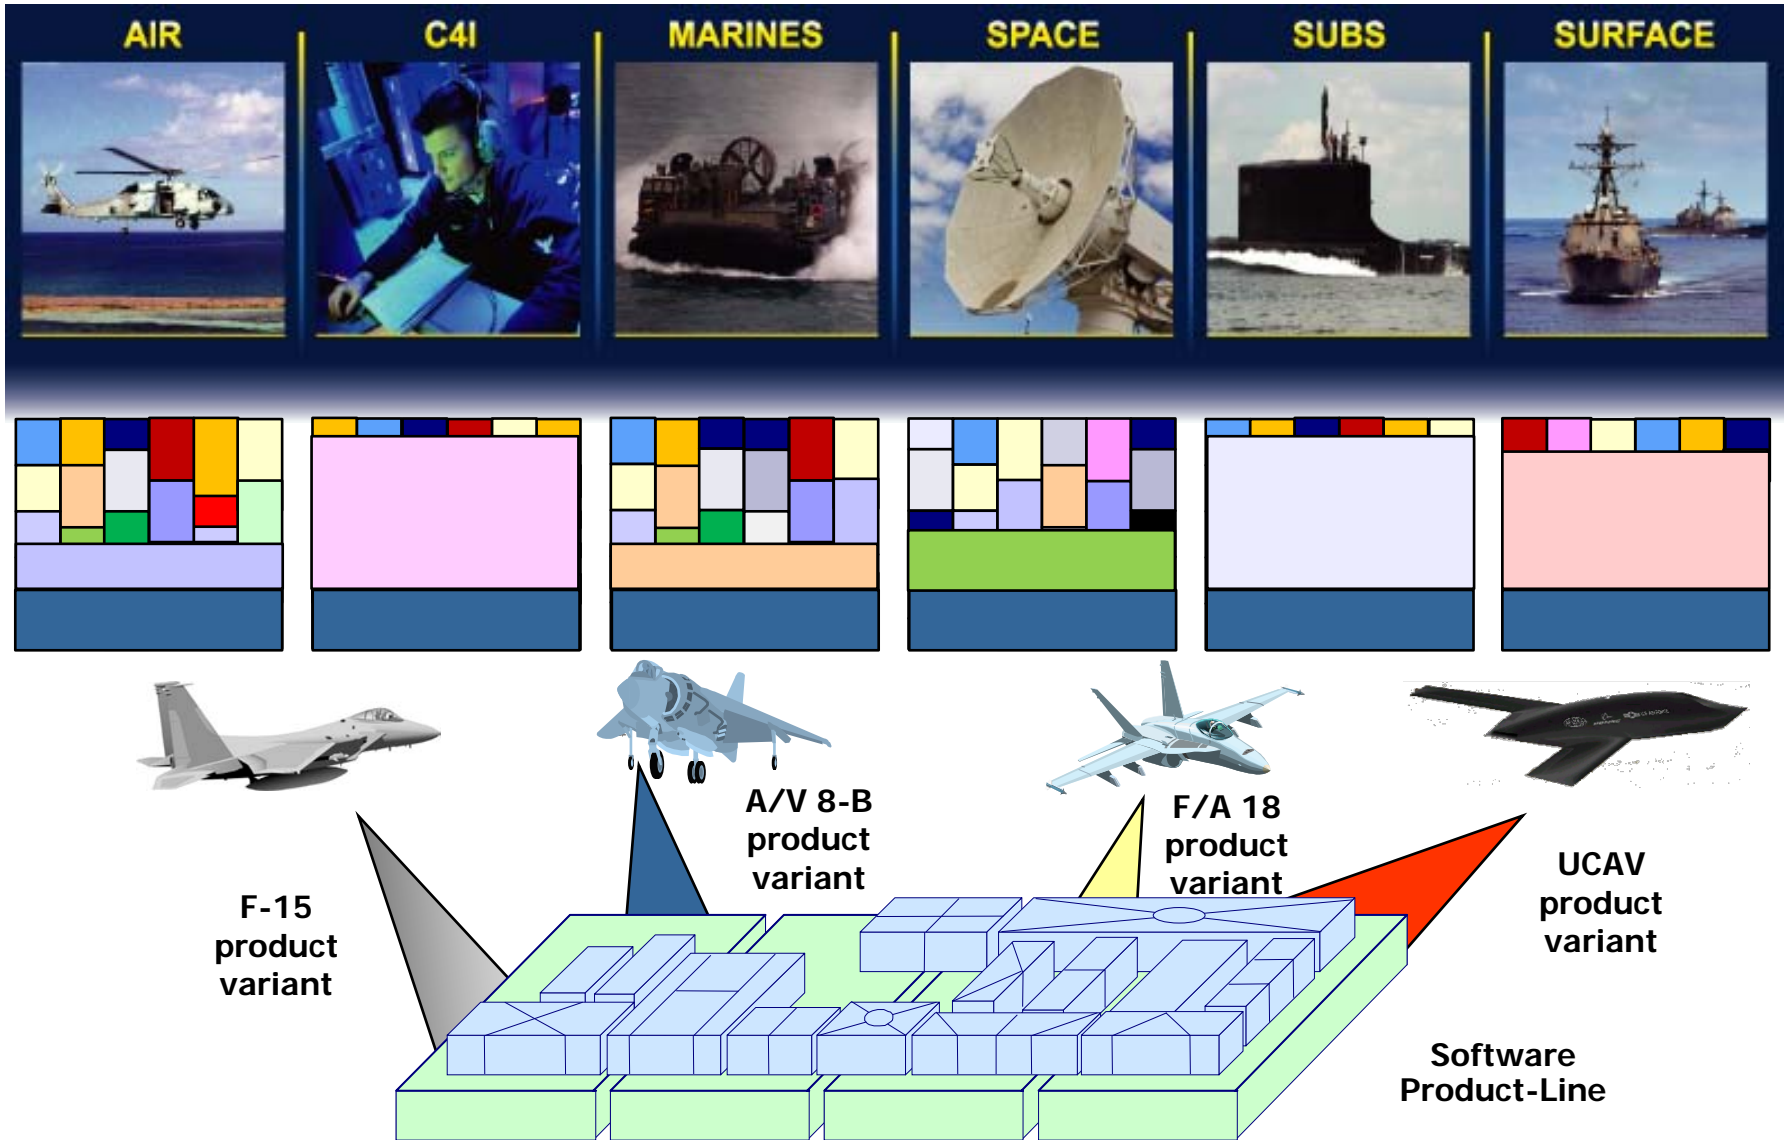 AIR
C4I
MARINES
SPACE
SUBS
SURFACE
A/V 8-B
product
variant
F/A 18
product
variant
UCAV
product
variant
F-15
product
variant
Software
Product-Line